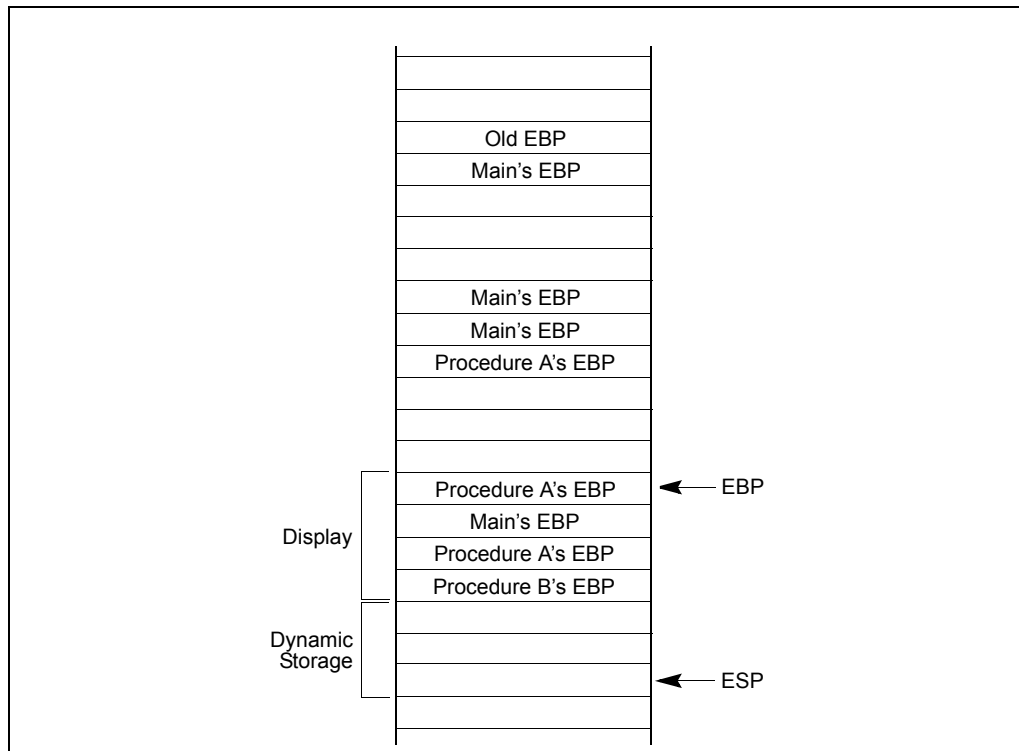 Old EBP
Main’s EBP
Main’s EBP
Main’s EBP
Procedure A’s EBP
Procedure A’s EBP
EBP
Main’s EBP
Display
Procedure A’s EBP
Procedure B’s EBP
Dynamic
Storage
ESP